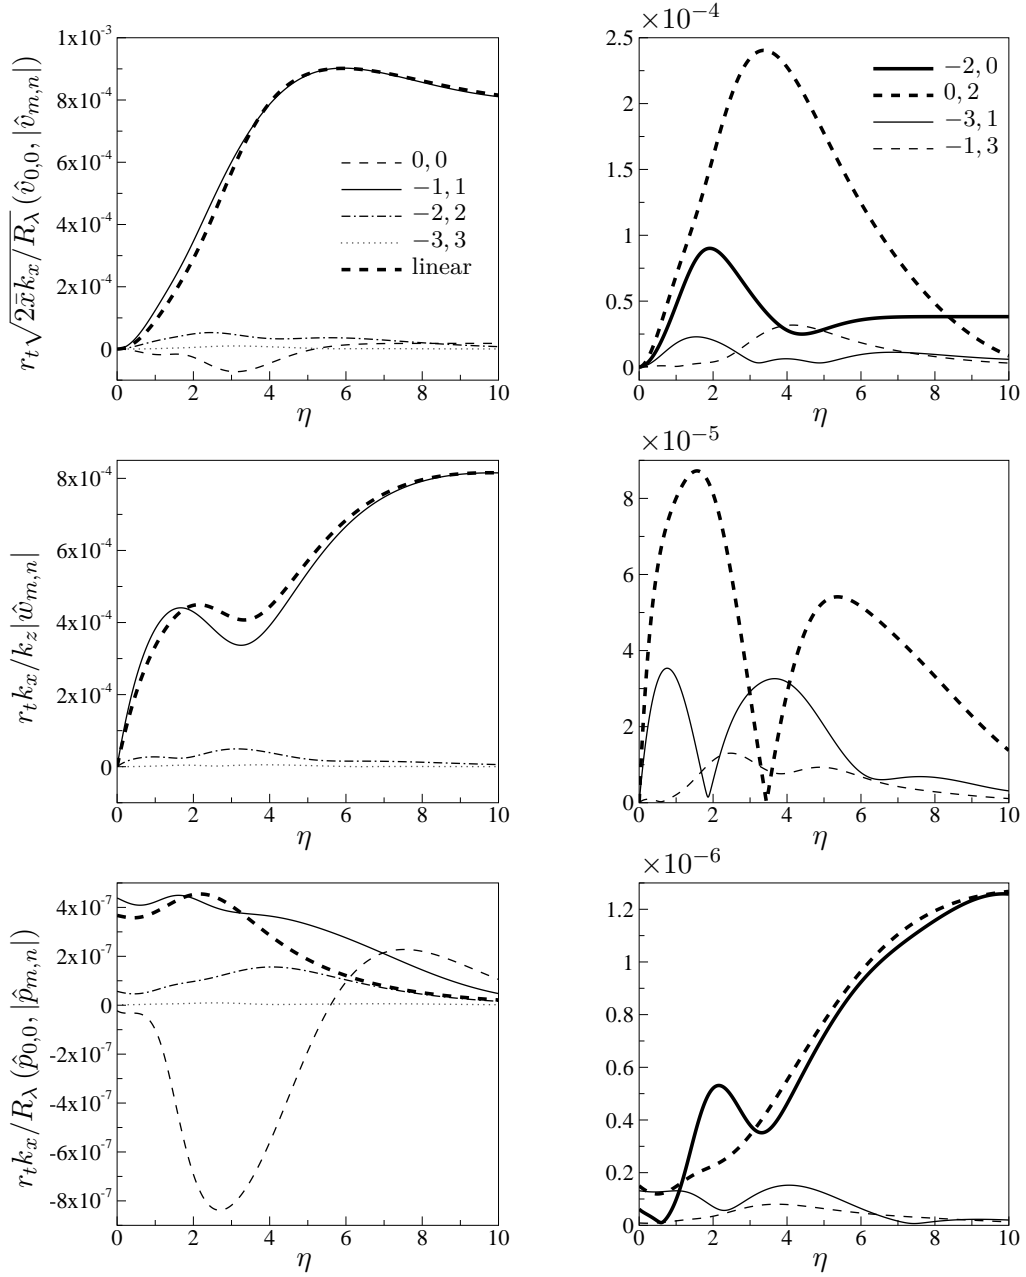 r_t√(2x̄k_x/R_λ) (v̂_{0,0}, |v̂_{m,n}|)
1x10^-3
8x10^-4
6x10^-4
4x10^-4
2x10^-4
0
0 2 4 6 8 10
η
0, 0
−1, 1
−2, 2
−3, 3
linear
×10^−4
2.5
2
1.5
1
0.5
0
0 2 4 6 8 10
η
−2, 0
0, 2
−3, 1
−1, 3
r_t k_x/k_z|ŵ_{m,n}|
8x10^-4
6x10^-4
4x10^-4
2x10^-4
0
0 2 4 6 8 10
η
×10^−5
8
6
4
2
0
0 2 4 6 8 10
η
r_t k_x/R_λ (p̂_{0,0}, |p̂_{m,n}|)
4x10^-7
2x10^-7
0
-2x10^-7
-4x10^-7
-6x10^-7
-8x10^-7
0 2 4 6 8 10
η
×10^−6
1.2
1
0.8
0.6
0.4
0.2
0
0 2 4 6 8 10
η